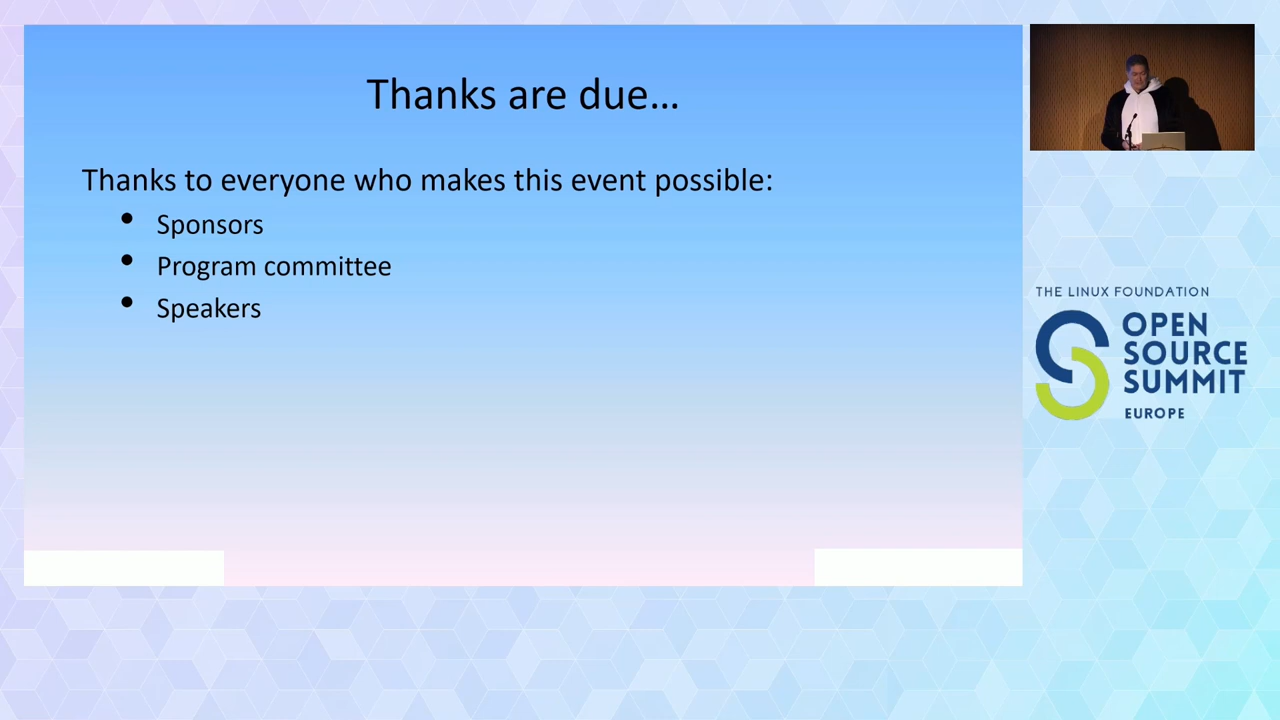 Thanks are due…
Thanks to everyone who makes this event possible:
Sponsors
Program committee
Speakers
THE LINUX FOUNDATION
OPEN
SOURCE
SUMMIT
EUROPE